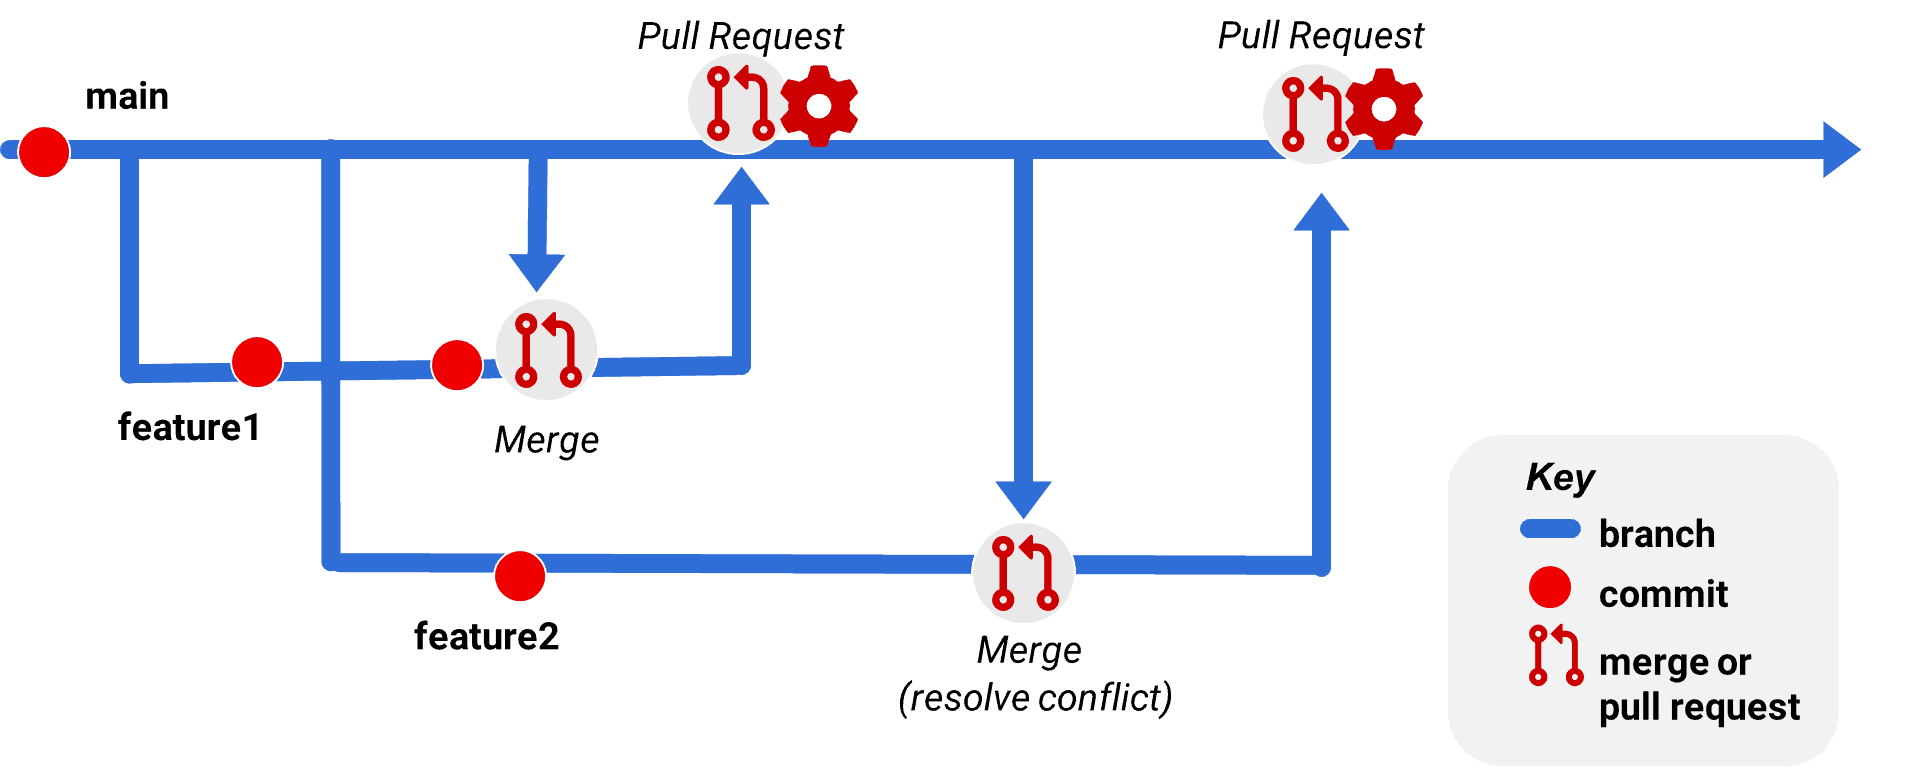 Pull Request
Pull Request
main
feature1
Merge
feature2
Merge
(resolve conflict)
Key
branch
commit
merge or
pull request